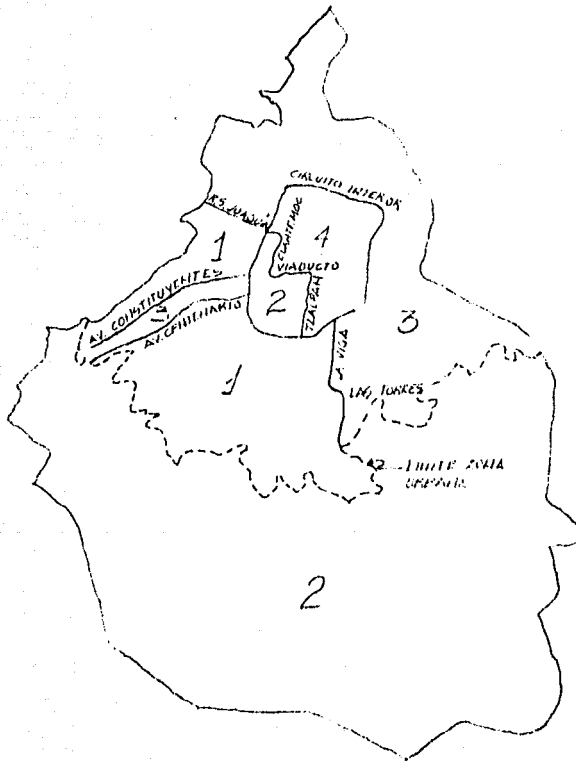 CIRCUITO INTERIOR
R.S. JOAQUIN
CUAUHTEMOC
1
4
VIADUCTO
AV. CONSTITUYENTES
2
TLALPAN
3
AV. CENTENARIO
LA VIGA
1
LAS TORRES
LIMITE ZONA
URBANA
2